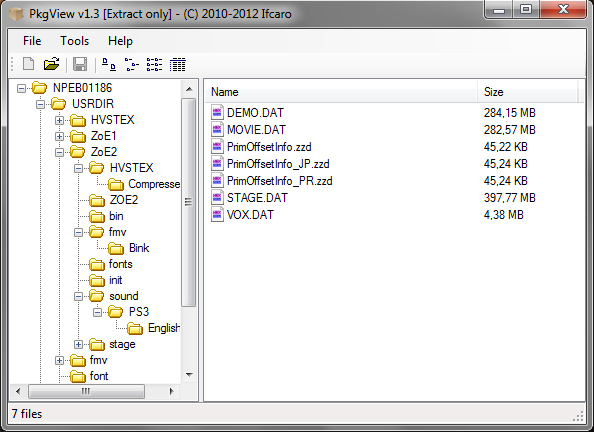 PkgView v1.3 [Extract only] - (C) 2010-2012 Ifcaro
File Tools Help
NPEB01186
USRDIR
HVSTEX
ZoE1
ZoE2
HVSTEX
Compresse
ZOE2
bin
fmv
Bink
fonts
init
sound
PS3
English
stage
fmv
font
Name Size
DEMO.DAT 284,15 MB
MOVIE.DAT 282,57 MB
PrimOffsetInfo.zzd 45,22 KB
PrimOffsetInfo_JP.zzd 45,24 KB
PrimOffsetInfo_PR.zzd 45,24 KB
STAGE.DAT 397,77 MB
VOX.DAT 4,38 MB
7 files